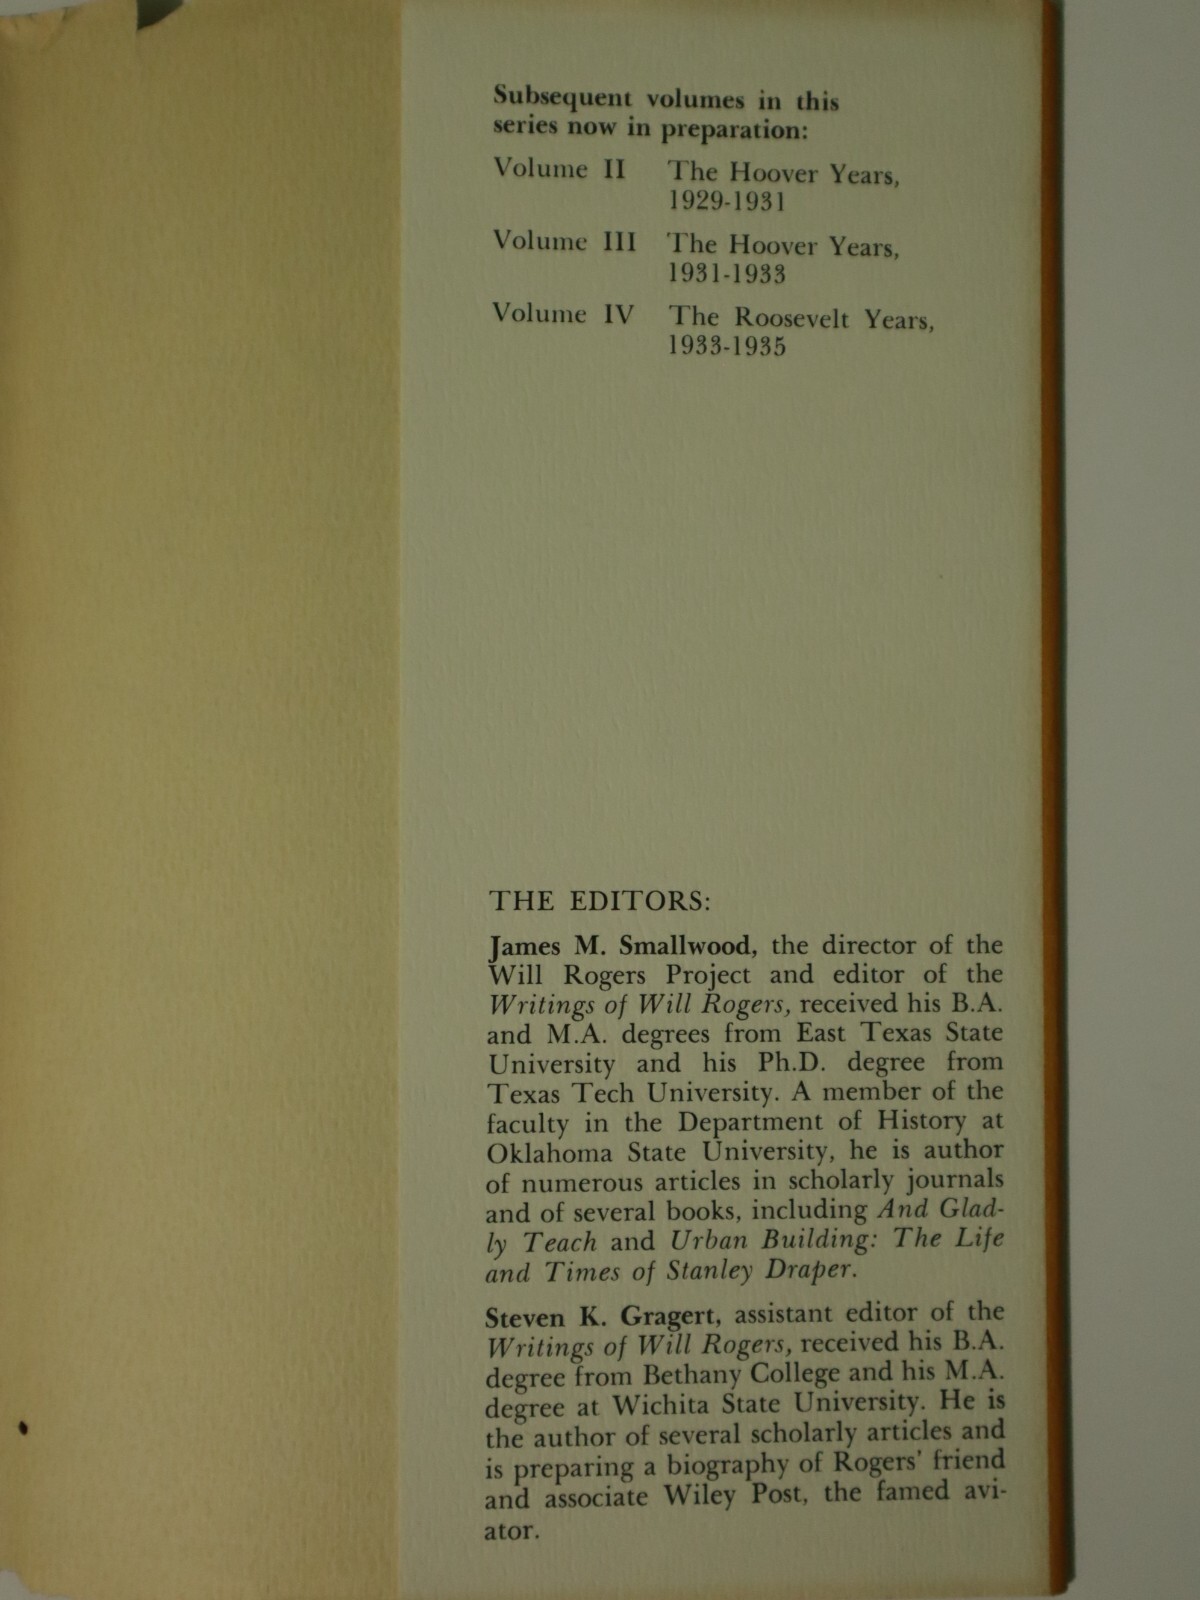 Subsequent volumes in this
series now in preparation:
Volume II The Hoover Years,
1929-1931
Volume III The Hoover Years,
1931-1933
Volume IV The Roosevelt Years,
1933-1935
THE EDITORS:
James M. Smallwood, the director of the
Will Rogers Project and editor of the
Writings of Will Rogers, received his B.A.
and M.A. degrees from East Texas State
University and his Ph.D. degree from
Texas Tech University. A member of the
faculty in the Department of History at
Oklahoma State University, he is author
of numerous articles in scholarly journals
and of several books, including And Glad-
ly Teach and Urban Building: The Life
and Times of Stanley Draper.
Steven K. Gragert, assistant editor of the
Writings of Will Rogers, received his B.A.
degree from Bethany College and his M.A.
degree at Wichita State University. He is
the author of several scholarly articles and
is preparing a biography of Rogers' friend
and associate Wiley Post, the famed avi-
ator.